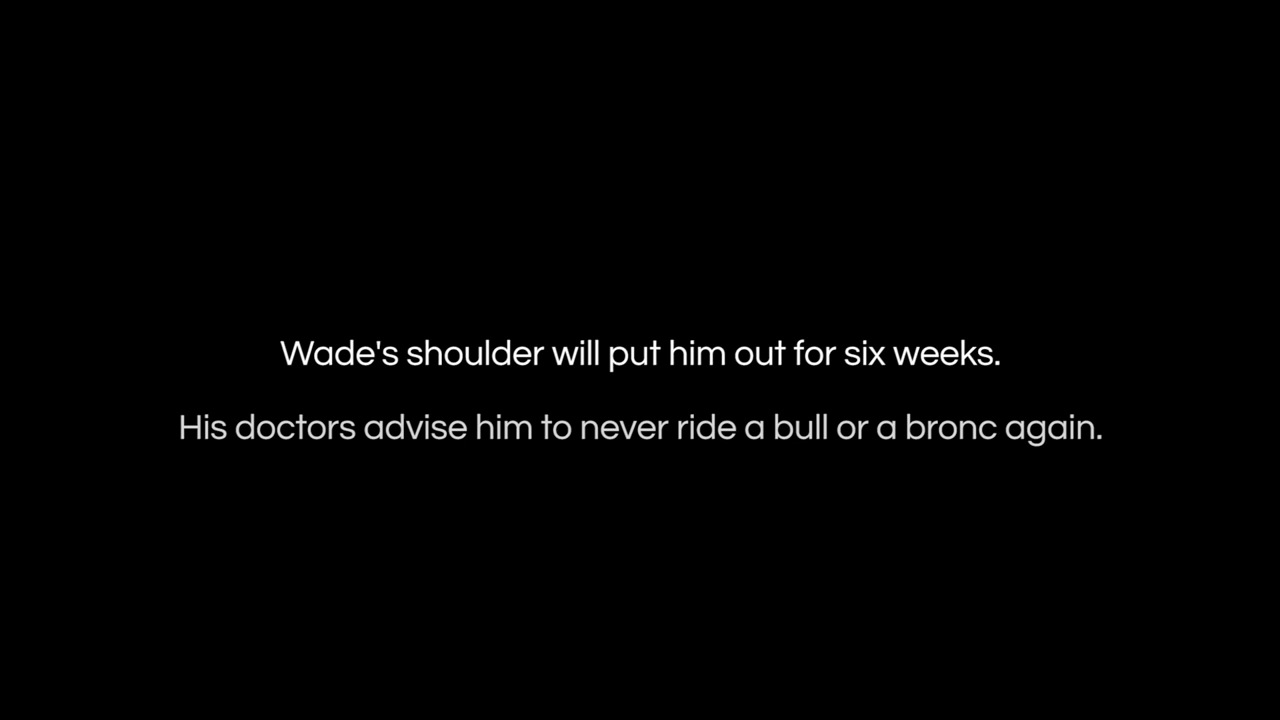 Wade's shoulder will put him out for six weeks.
His doctors advise him to never ride a bull or a bronc again.